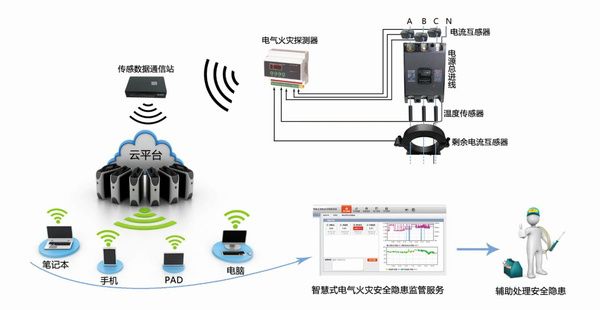 A B C N
电流互感器
电气火灾探测器
电源总进线
传感数据通信站
温度传感器
剩余电流互感器
云平台
笔记本
手机
PAD
电脑
智慧式电气火灾安全隐患监管服务
辅助处理安全隐患